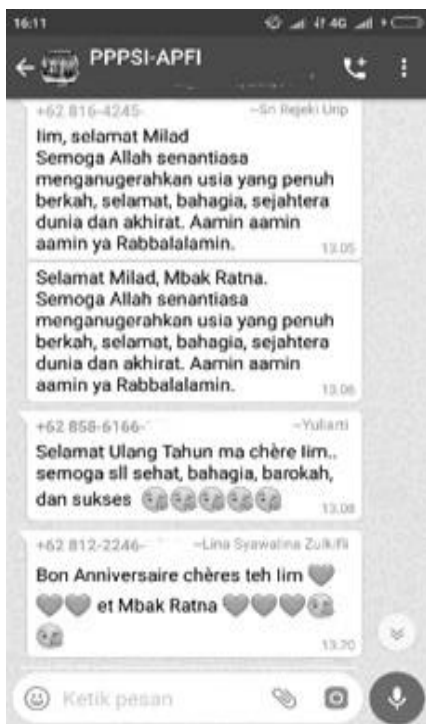 16:11
4G
PPPSI-APFI
+62 816-4245-
~Sri Rejeki Urip
Iim, selamat Milad
Semoga Allah senantiasa
menganugerahkan usia yang penuh
berkah, selamat, bahagia, sejahtera
dunia dan akhirat. Aamin aamin
aamin ya Rabbalalamin.
13.05
Selamat Milad, Mbak Ratna.
Semoga Allah senantiasa
menganugerahkan usia yang penuh
berkah, selamat, bahagia, sejahtera
dunia dan akhirat. Aamin aamin
aamin ya Rabbalalamin.
13.06
+62 858-6166-
~Yulianti
Selamat Ulang Tahun ma chère Iim..
semoga sll sehat, bahagia, barokah,
dan sukses
13.08
+62 812-2246-
~Lina Syawalina Zulkifli
Bon Anniversaire chères teh Iim
et Mbak Ratna
13.20
Ketik pesan